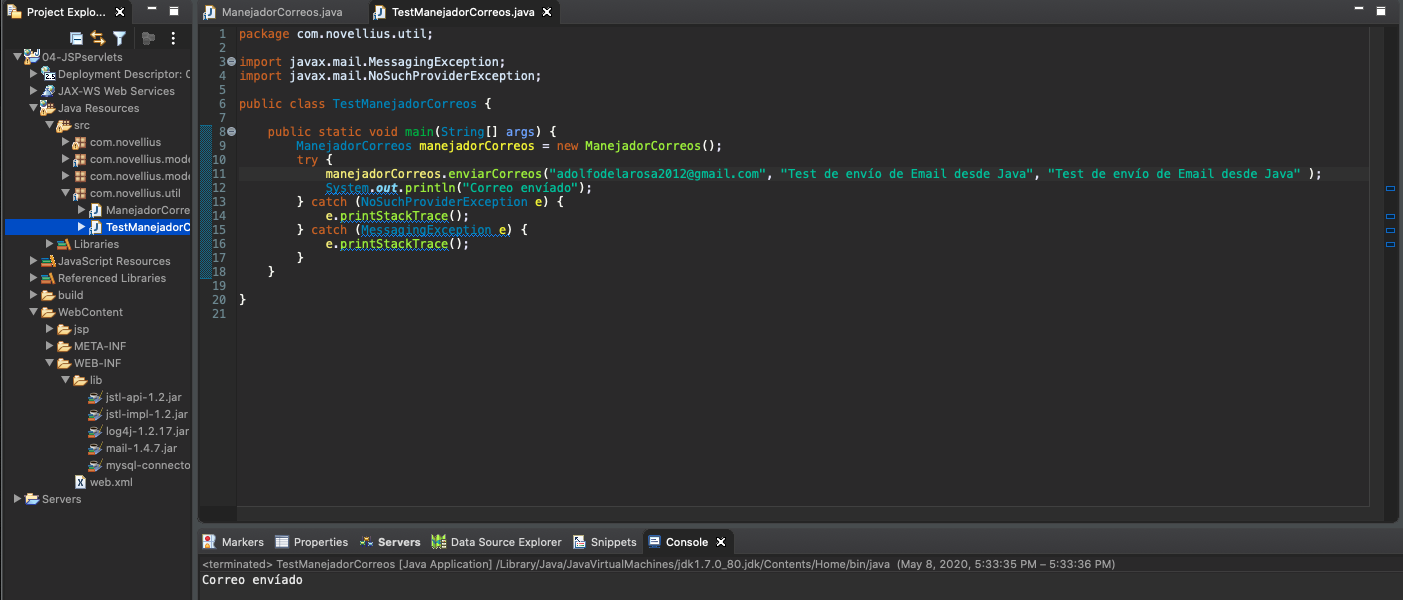 Project Explo...
ManejadorCorreos.java
TestManejadorCorreos.java
04-JSPservlets
Deployment Descriptor: 0
JAX-WS Web Services
Java Resources
src
com.novellius
com.novellius.mode
com.novellius.mode
com.novellius.util
ManejadorCorre
TestManejadorC
Libraries
JavaScript Resources
Referenced Libraries
build
WebContent
jsp
META-INF
WEB-INF
lib
jstl-api-1.2.jar
jstl-impl-1.2.jar
log4j-1.2.17.jar
mail-1.4.7.jar
mysql-connecto
web.xml
Servers
1 package com.novellius.util;
2
3 import javax.mail.MessagingException;
4 import javax.mail.NoSuchProviderException;
5
6 public class TestManejadorCorreos {
7
8 public static void main(String[] args) {
9 ManejadorCorreos manejadorCorreos = new ManejadorCorreos();
10 try {
11 manejadorCorreos.enviarCorreos("adolfodelarosa2012@gmail.com", "Test de envío de Email desde Java", "Test de envío de Email desde Java" );
12 System.out.println("Correo envíado");
13 } catch (NoSuchProviderException e) {
14 e.printStackTrace();
15 } catch (MessagingException e) {
16 e.printStackTrace();
17 }
18 }
19
20 }
21
Markers
Properties
Servers
Data Source Explorer
Snippets
Console
<terminated> TestManejadorCorreos [Java Application] /Library/Java/JavaVirtualMachines/jdk1.7.0_80.jdk/Contents/Home/bin/java (May 8, 2020, 5:33:35 PM – 5:33:36 PM)
Correo envíado